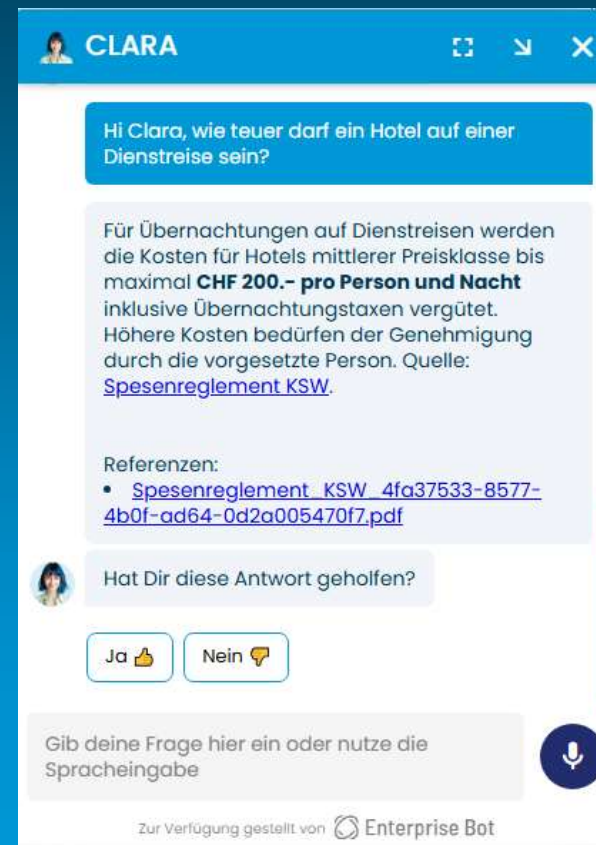 CLARA
Hi Clara, wie teuer darf ein Hotel auf einer
Dienstreise sein?
Für Übernachtungen auf Dienstreisen werden
die Kosten für Hotels mittlerer Preisklasse bis
maximal CHF 200.- pro Person und Nacht
inklusive Übernachtungstaxen vergütet.
Höhere Kosten bedürfen der Genehmigung
durch die vorgesetzte Person. Quelle:
Spesenreglement KSW.
Referenzen:
• Spesenreglement_KSW_4fa37533-8577-
4b0f-ad64-0d2a005470f7.pdf
Hat Dir diese Antwort geholfen?
Ja 👍 Nein 👎
Gib deine Frage hier ein oder nutze die
Spracheingabe
Zur Verfügung gestellt von Enterprise Bot